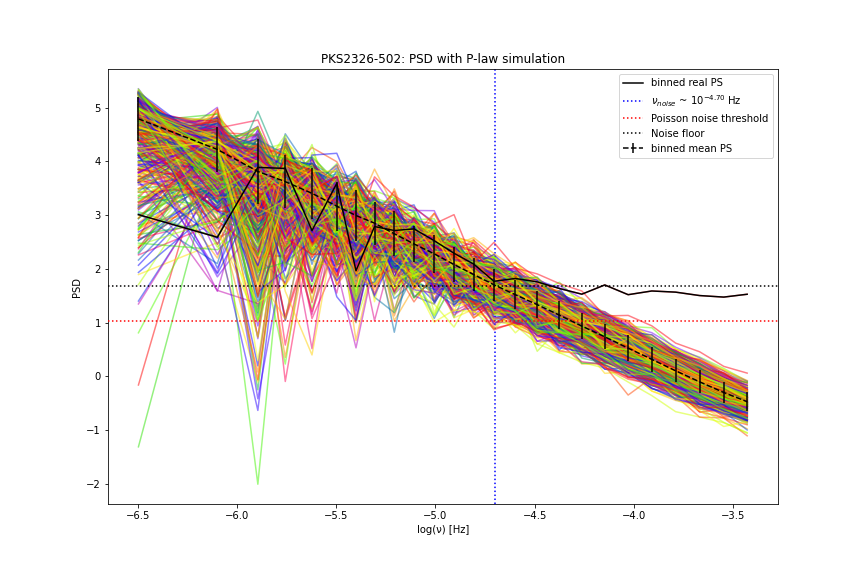 PKS2326-502: PSD with P-law simulation
binned real PS
ν_noise ~ 10^−4.70 Hz
Poisson noise threshold
Noise floor
binned mean PS
PSD
5
4
3
2
1
0
−1
−2
−6.5 −6.0 −5.5 −5.0 −4.5 −4.0 −3.5
log(ν) [Hz]